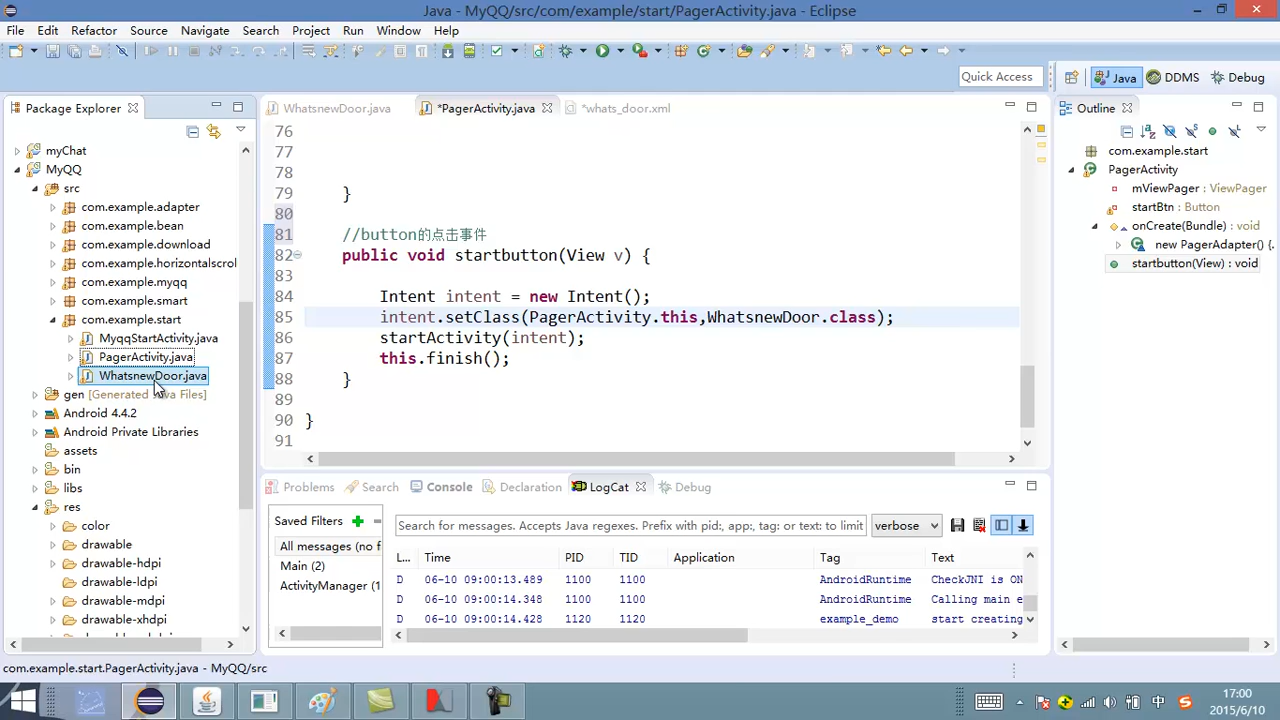 Java - MyQQ/src/com/example/start/PagerActivity.java - Eclipse
File Edit Refactor Source Navigate Search Project Run Window Help
Quick Access
Java DDMS Debug
Package Explorer
WhatsnewDoor.java *PagerActivity.java *whats_door.xml
Outline
myChat
MyQQ
src
com.example.adapter
com.example.bean
com.example.download
com.example.horizontalscrol
com.example.myqq
com.example.smart
com.example.start
MyqqStartActivity.java
PagerActivity.java
WhatsnewDoor.java
gen [Generated Java Files]
Android 4.4.2
Android Private Libraries
assets
bin
libs
res
color
drawable
drawable-hdpi
drawable-ldpi
drawable-mdpi
drawable-xhdpi
76
77
78
79 }
80
81 //button的点击事件
82 public void startbutton(View v) {
83
84 Intent intent = new Intent();
85 intent.setClass(PagerActivity.this,WhatsnewDoor.class);
86 startActivity(intent);
87 this.finish();
88 }
89
90 }
91
com.example.start
PagerActivity
mViewPager : ViewPager
startBtn : Button
onCreate(Bundle) : void
new PagerAdapter() {.
startbutton(View) : void
Problems Search Console Declaration LogCat Debug
Saved Filters
All messages (no f
Main (2)
ActivityManager (1
Search for messages. Accepts Java regexes. Prefix with pid:, app:, tag: or text: to limit
verbose
L... Time PID TID Application Tag Text
D 06-10 09:00:13.489 1100 1100 AndroidRuntime CheckJNI is ON
D 06-10 09:00:14.348 1100 1100 AndroidRuntime Calling main e
D 06-10 09:00:14.428 1120 1120 example_demo start creating
com.example.start.PagerActivity.java - MyQQ/src
中
17:00
2015/6/10